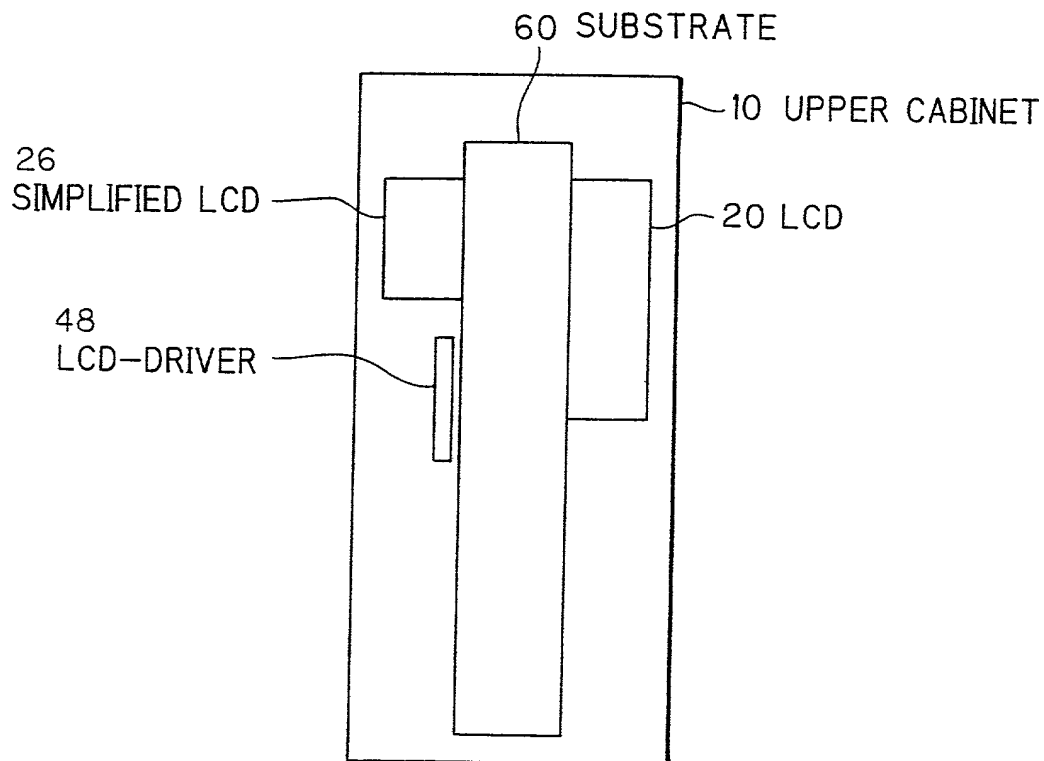 60 SUBSTRATE
10 UPPER CABINET
26
SIMPLIFIED LCD
20 LCD
48
LCD-DRIVER